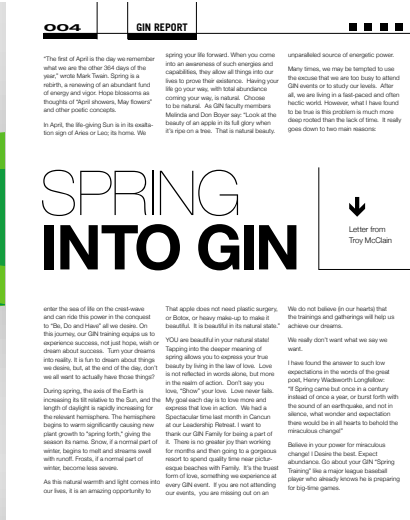 004
GIN REPORT
"The first of April is the day we remember
what we are the other 364 days of the
year," wrote Mark Twain. Spring is a
rebirth, a renewing of an abundant fund
of energy and vigor. Hope blossoms as
thoughts of "April showers, May flowers"
and other poetic concepts.
In April, the life-giving Sun is in its exalta-
tion sign of Aries or Leo; its home. We
spring your life forward. When you come
into an awareness of such energies and
capabilities, they allow all things into our
lives to prove their existence. Having your
life go your way, with total abundance
coming your way, is natural. Choose
to be natural. As GIN faculty members
Melinda and Don Boyer say: "Look at the
beauty of an apple in its full glory when
it's ripe on a tree. That is natural beauty.
unparalleled source of energetic power.
Many times, we may be tempted to use
the excuse that we are too busy to attend
GIN events or to study our levels. After
all, we are living in a fast-paced and often
hectic world. However, what I have found
to be true is this problem is much more
deep rooted than the lack of time. It really
goes down to two main reasons:
SPRING
INTO GIN
Letter from
Troy McClain
enter the sea of life on the crest-wave
and can ride this power in the conquest
to "Be, Do and Have" all we desire. On
this journey, our GIN training equips us to
experience success, not just hope, wish or
dream about success. Turn your dreams
into reality. It is fun to dream about things
we desire, but, at the end of the day, don't
we all want to actually have those things?
During spring, the axis of the Earth is
increasing its tilt relative to the Sun, and the
length of daylight is rapidly increasing for
the relevant hemisphere. The hemisphere
begins to warm significantly causing new
plant growth to "spring forth," giving the
season its name. Snow, if a normal part of
winter, begins to melt and streams swell
with runoff. Frosts, if a normal part of
winter, become less severe.
As this natural warmth and light comes into
our lives, it is an amazing opportunity to
That apple does not need plastic surgery,
or Botox, or heavy make-up to make it
beautiful. It is beautiful in its natural state."
YOU are beautiful in your natural state!
Tapping into the deeper meaning of
spring allows you to express your true
beauty by living in the law of love. Love
is not reflected in words alone, but more
in the realm of action. Don't say you
love, "Show" your love. Love never fails.
My goal each day is to love more and
express that love in action. We had a
Spectacular time last month in Cancun
at our Leadership Retreat. I want to
thank our GIN Family for being a part of
it. There is no greater joy than working
for months and then going to a gorgeous
resort to spend quality time near pictur-
esque beaches with Family. It's the truest
form of love, something we experience at
every GIN event. If you are not attending
our events, you are missing out on an
We do not believe (in our hearts) that
the trainings and gatherings will help us
achieve our dreams.
We really don't want what we say we
want.
I have found the answer to such low
expectations in the words of the great
poet, Henry Wadsworth Longfellow:
"If Spring came but once in a century
instead of once a year, or burst forth with
the sound of an earthquake, and not in
silence, what wonder and expectation
there would be in all hearts to behold the
miraculous change!"
Believe in your power for miraculous
change! I Desire the best. Expect
abundance. Go about your GIN "Spring
Training" like a major league baseball
player who already knows he is preparing
for big-time games.